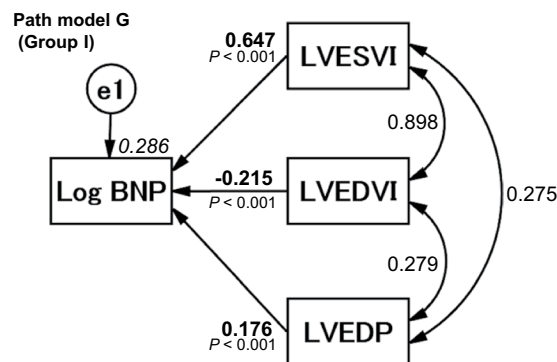 Path model G
(Group I)
e1
0.286
Log BNP
0.647
P < 0.001
LVESVI
-0.215
P < 0.001
LVEDVI
0.176
P < 0.001
LVEDP
0.898
0.279
0.275